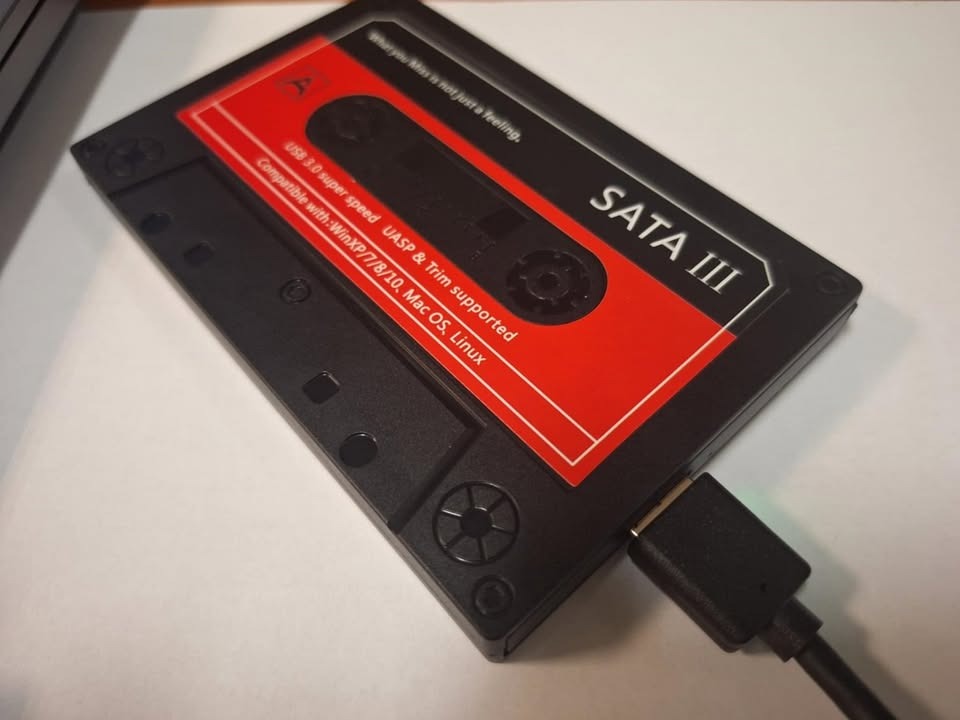 What you Miss is not just a feeling.
SATA III
A
USB 3.0 super speed UASP & Trim supported
Compatible with:WinXP/7/8/10、Mac OS、Linux